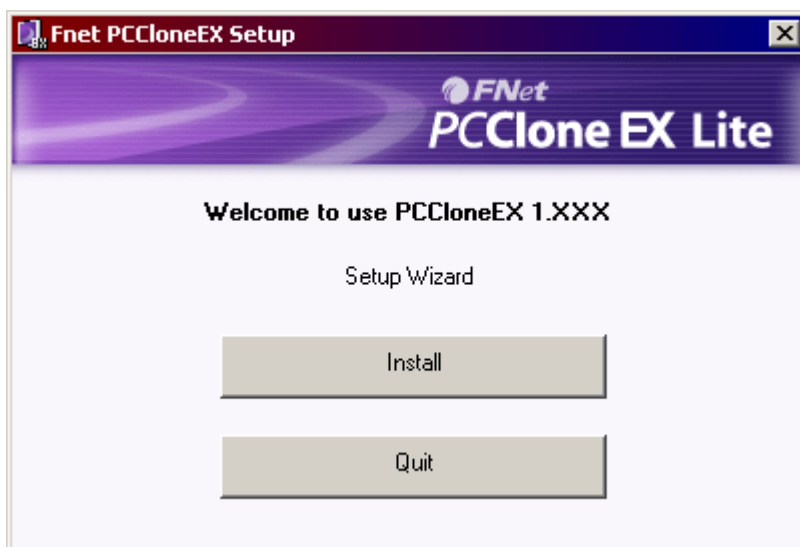 Fnet PCCloneEX Setup
FNet
PCClone EX Lite
Welcome to use PCCloneEX 1.XXX
Setup Wizard
Install
Quit